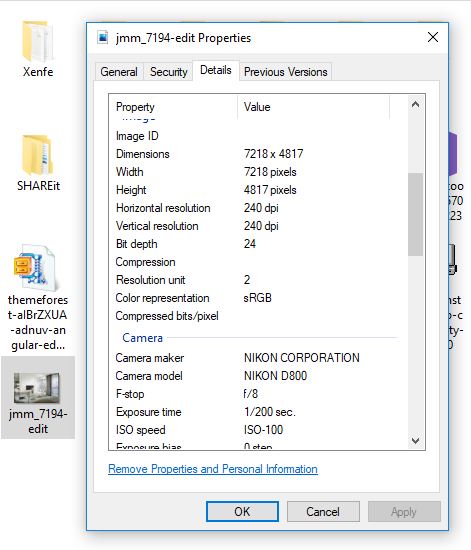 Xenfe
SHAREit
themefores
t-alBrZXUA
-adnuv-an
gular-ed...
jmm_7194-
edit
jmm_7194-edit Properties
General
Security
Details
Previous Versions
Property Value
Image ID
Dimensions 7218 x 4817
Width 7218 pixels
Height 4817 pixels
Horizontal resolution 240 dpi
Vertical resolution 240 dpi
Bit depth 24
Compression
Resolution unit 2
Color representation sRGB
Compressed bits/pixel
Camera
Camera maker NIKON CORPORATION
Camera model NIKON D800
F-stop f/8
Exposure time 1/200 sec.
ISO speed ISO-100
Exposure bias 0 step
Remove Properties and Personal Information
OK
Cancel
Apply
too
570
23
nst
o-c
ty-
0